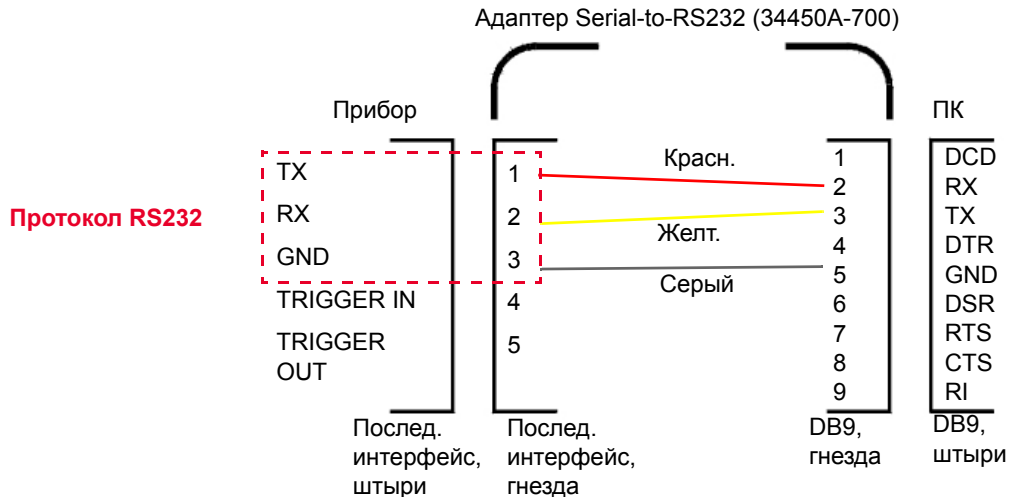 Адаптер Serial-to-RS232 (34450A-700)
Прибор
ПК
Протокол RS232
TX
RX
GND
TRIGGER IN
TRIGGER
OUT
1
2
3
4
5
Красн.
Желт.
Серый
1
2
3
4
5
6
7
8
9
DCD
RX
TX
DTR
GND
DSR
RTS
CTS
RI
Послед.
интерфейс,
штыри
Послед.
интерфейс,
гнезда
DB9,
гнезда
DB9,
штыри